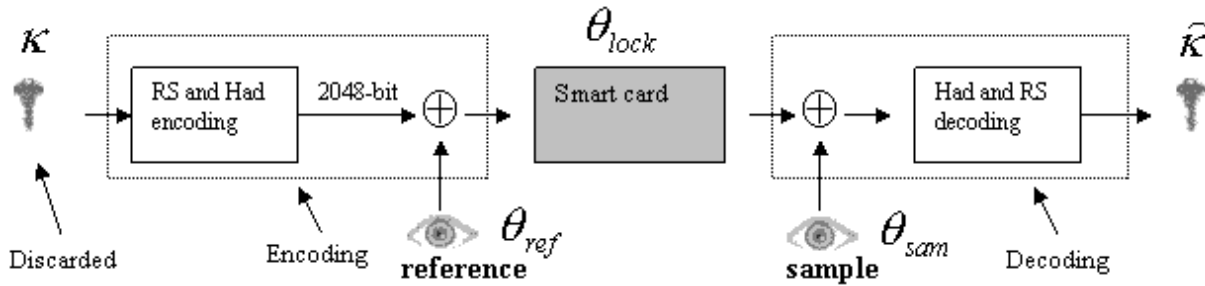 κ
θlock
κ̂
RS and Had
encoding
2048-bit
Smart card
Had and RS
decoding
Discarded
Encoding
θref
reference
θsam
sample
Decoding